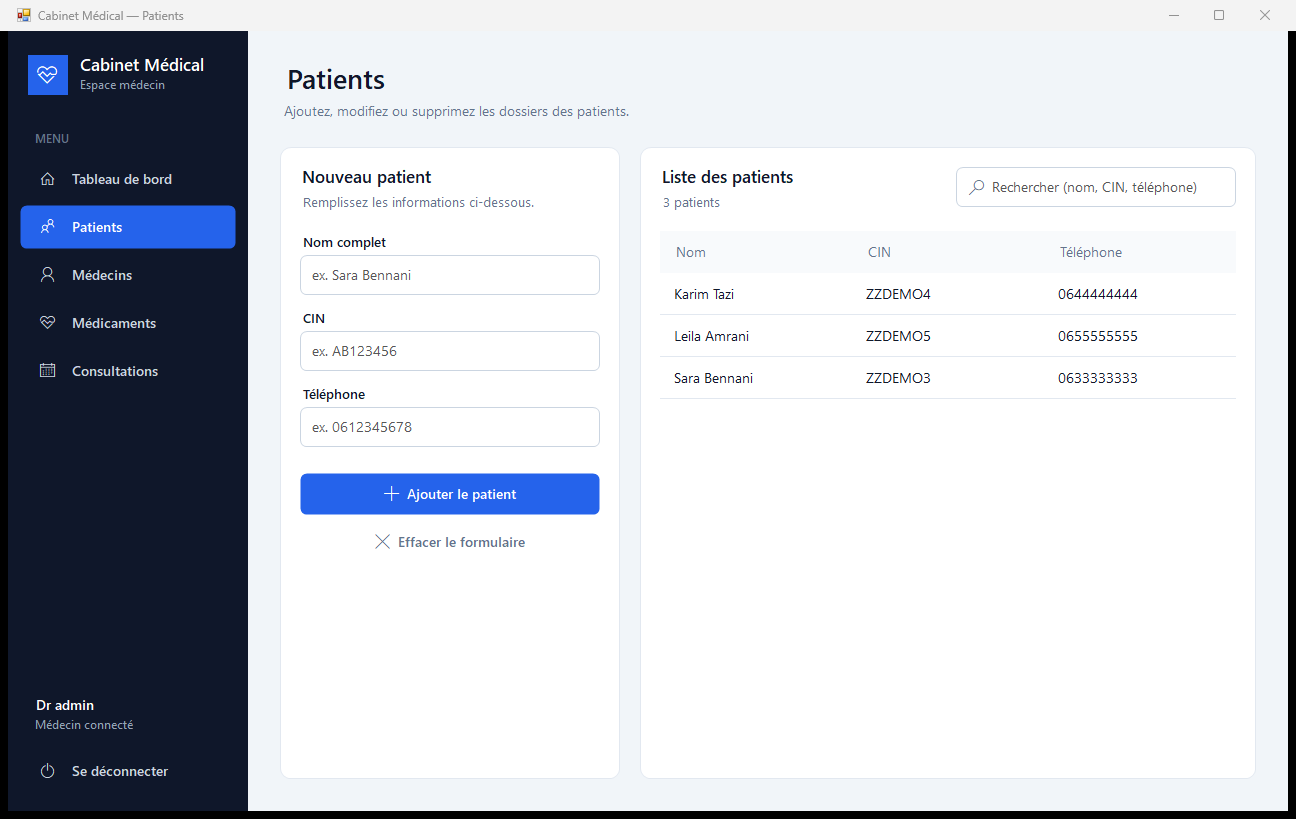 Cabinet Médical — Patients
Cabinet Médical
Espace médecin
MENU
Tableau de bord
Patients
Médecins
Médicaments
Consultations
Dr admin
Médecin connecté
Se déconnecter
Patients
Ajoutez, modifiez ou supprimez les dossiers des patients.
Nouveau patient
Remplissez les informations ci-dessous.
Nom complet
ex. Sara Bennani
CIN
ex. AB123456
Téléphone
ex. 0612345678
Ajouter le patient
Effacer le formulaire
Liste des patients
3 patients
Rechercher (nom, CIN, téléphone)
Nom CIN Téléphone
Karim Tazi ZZDEMO4 0644444444
Leila Amrani ZZDEMO5 0655555555
Sara Bennani ZZDEMO3 0633333333